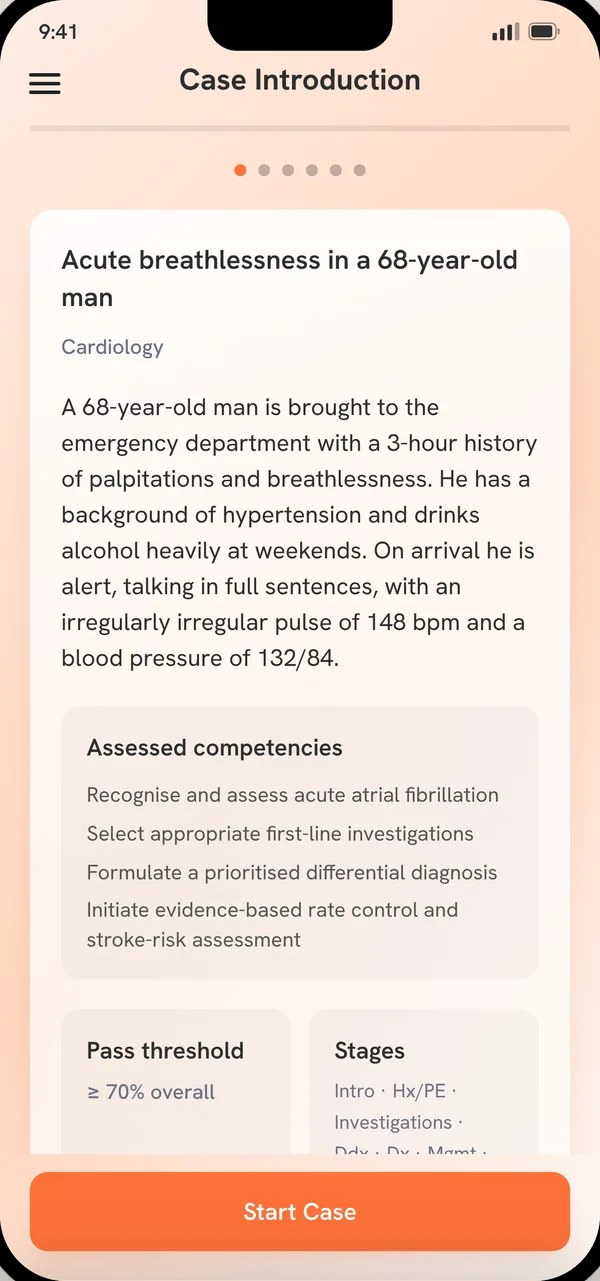 9:41
Case Introduction
Acute breathlessness in a 68-year-old
man
Cardiology
A 68-year-old man is brought to the
emergency department with a 3-hour history
of palpitations and breathlessness. He has a
background of hypertension and drinks
alcohol heavily at weekends. On arrival he is
alert, talking in full sentences, with an
irregularly irregular pulse of 148 bpm and a
blood pressure of 132/84.
Assessed competencies
Recognise and assess acute atrial fibrillation
Select appropriate first-line investigations
Formulate a prioritised differential diagnosis
Initiate evidence-based rate control and
stroke-risk assessment
Pass threshold
≥ 70% overall
Stages
Intro · Hx/PE ·
Investigations ·
Ddx · Dx · Mgmt ·
Start Case